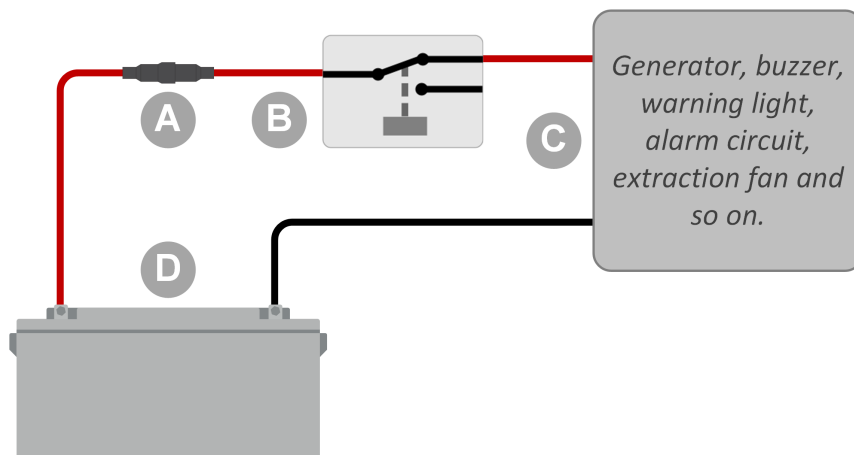 A
B
C
D
Generator, buzzer,
warning light,
alarm circuit,
extraction fan and
so on.